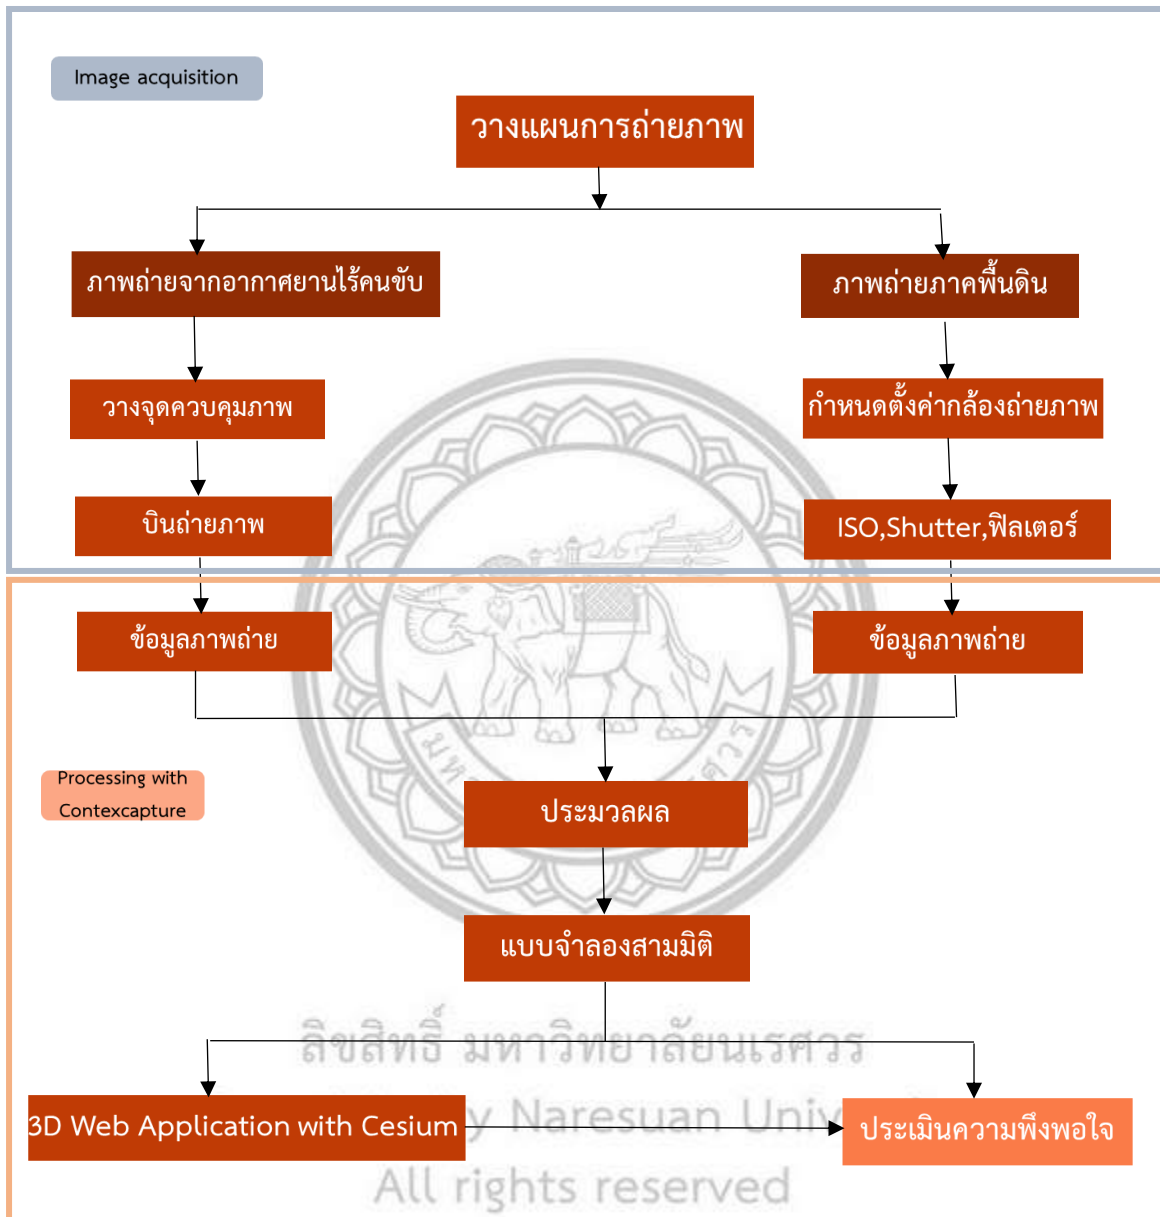 Image acquisition
วางแผนการถ่ายภาพ
ภาพถ่ายจากอากาศยานไร้คนขับ
ภาพถ่ายภาคพื้นดิน
วางจุดควบคุมภาพ
กำหนดตั้งค่ากล้องถ่ายภาพ
บินถ่ายภาพ
ISO,Shutter,ฟิลเตอร์
ข้อมูลภาพถ่าย
ข้อมูลภาพถ่าย
Processing with
Contexcapture
ประมวลผล
แบบจำลองสามมิติ
ลิขสิทธิ์ มหาวิทยาลัยนเรศวร
3D Web Application with Cesium
y Naresuan Univ
ประเมินความพึงพอใจ
All rights reserved